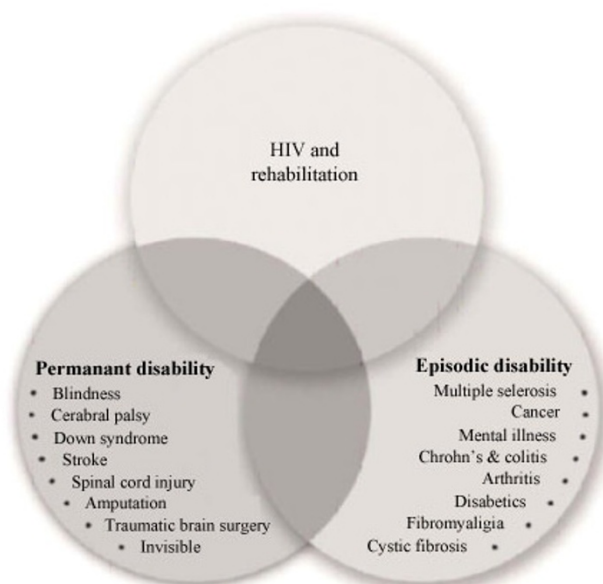 HIV and
rehabilitation
Permanant disability
• Blindness
• Cerabral palsy
• Down syndrome
• Stroke
• Spinal cord injury
• Amputation
• Traumatic brain surgery
• Invisible
Episodic disability
Multiple selerosis •
Cancer •
Mental illness •
Chrohn's & colitis •
Arthritis •
Disabetics •
Fibromyaligia •
Cystic fibrosis •